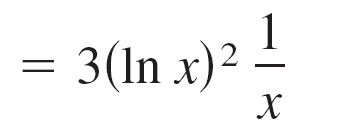 = 3(ln x)² 1/x